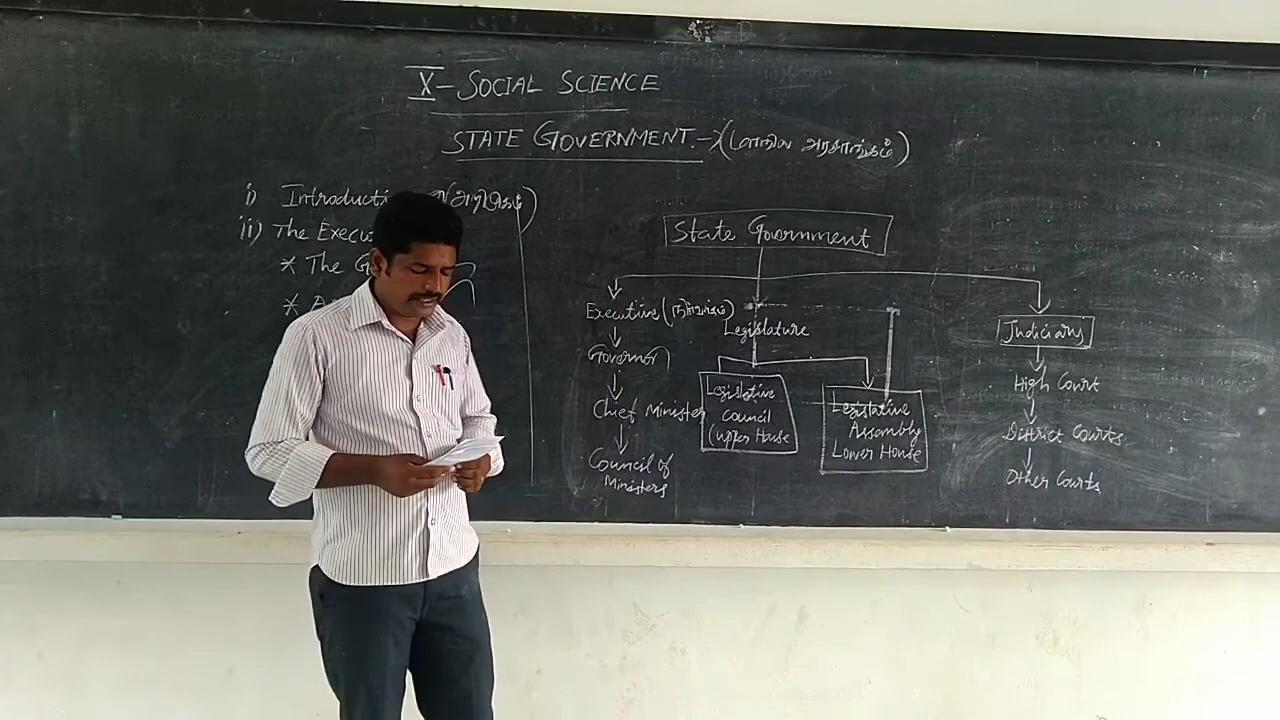 X - SOCIAL SCIENCE
STATE GOVERNMENT. - (மாநில அரசாங்கம்)
i) Introducti
ii) The Execu
* The G
* A
State Government
Executive (நிர்வாகம்)
Governor
Chief Minister
Council of
Ministers
Legislature
Legislative
Council
(upper House
Legislative
Assembly
Lower House
Judiciary
High Court
District Courts
Other Courts